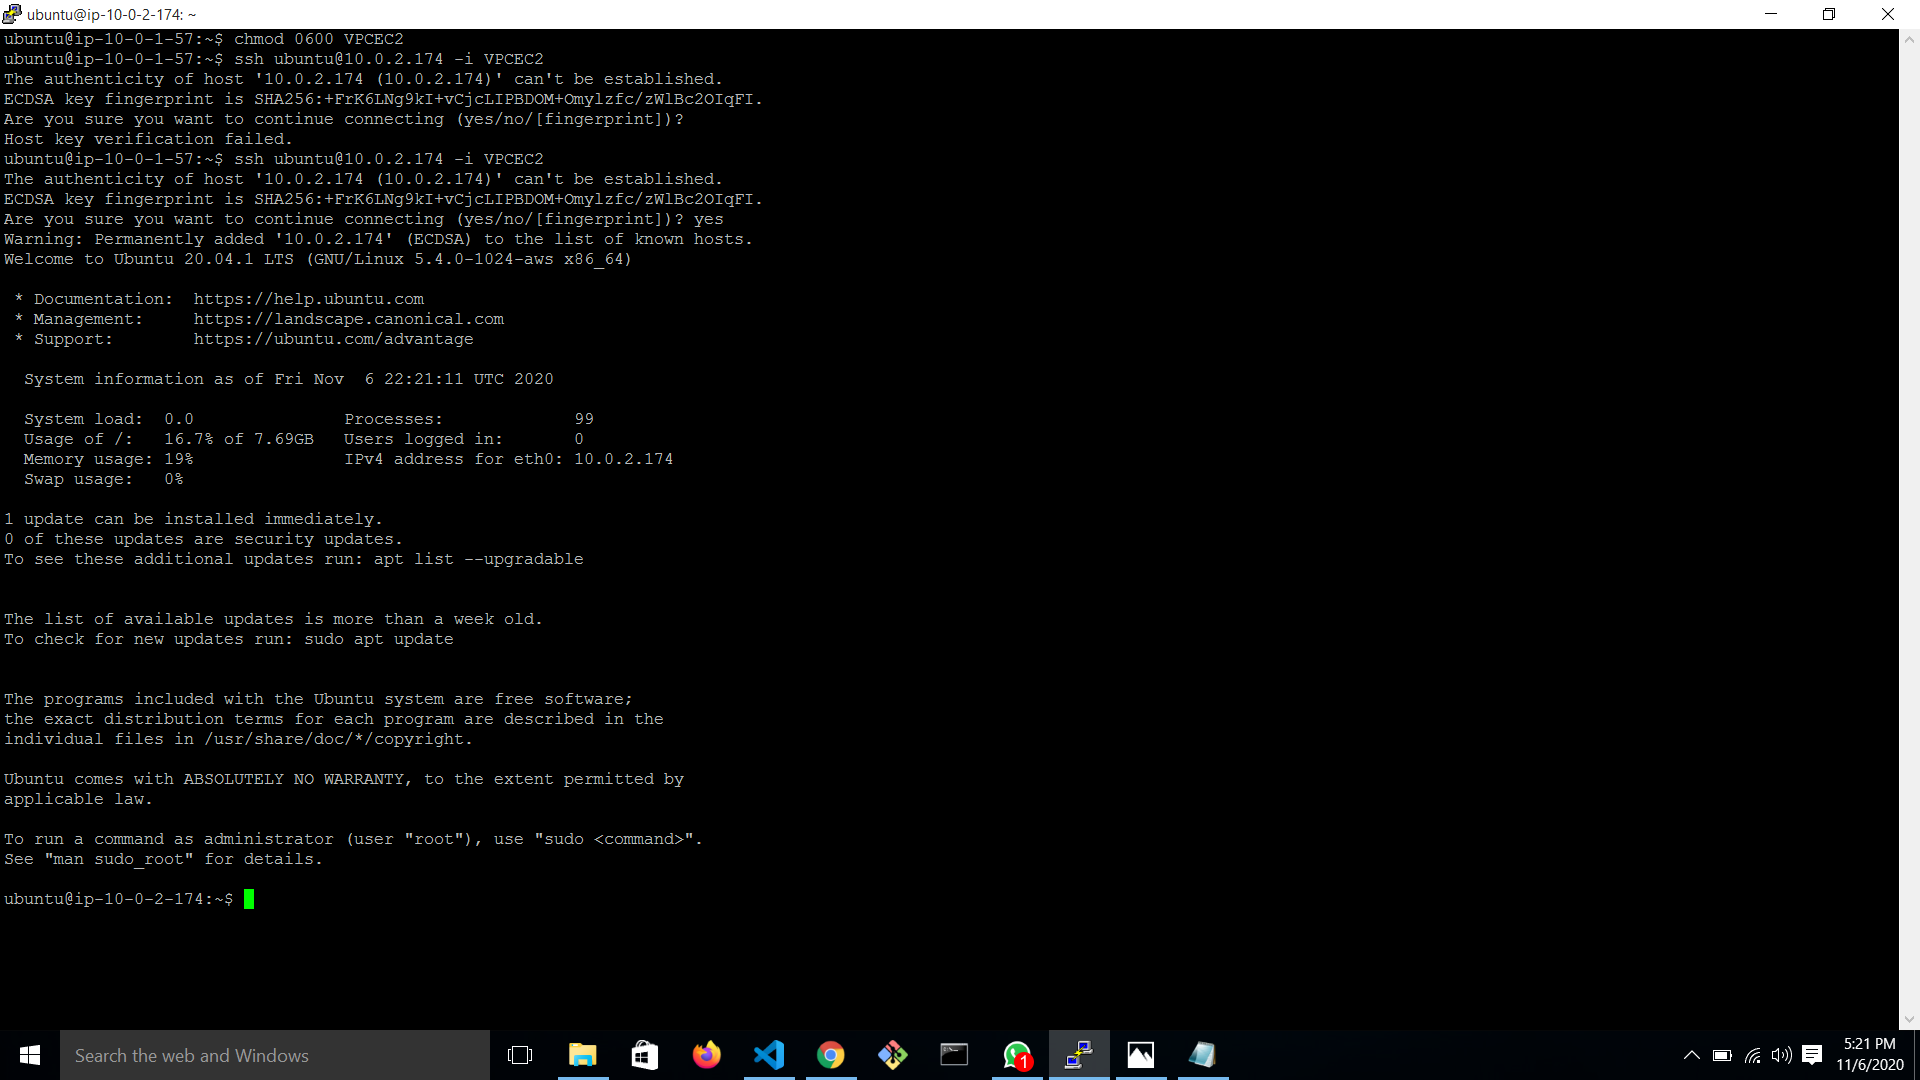 ubuntu@ip-10-0-2-174: ~
ubuntu@ip-10-0-1-57:~$ chmod 0600 VPCEC2
ubuntu@ip-10-0-1-57:~$ ssh ubuntu@10.0.2.174 -i VPCEC2
The authenticity of host '10.0.2.174 (10.0.2.174)' can't be established.
ECDSA key fingerprint is SHA256:+FrK6LNg9kI+vCjcLIPBDOM+Omylzfc/zWlBc2OIqFI.
Are you sure you want to continue connecting (yes/no/[fingerprint])?
Host key verification failed.
ubuntu@ip-10-0-1-57:~$ ssh ubuntu@10.0.2.174 -i VPCEC2
The authenticity of host '10.0.2.174 (10.0.2.174)' can't be established.
ECDSA key fingerprint is SHA256:+FrK6LNg9kI+vCjcLIPBDOM+Omylzfc/zWlBc2OIqFI.
Are you sure you want to continue connecting (yes/no/[fingerprint])? yes
Warning: Permanently added '10.0.2.174' (ECDSA) to the list of known hosts.
Welcome to Ubuntu 20.04.1 LTS (GNU/Linux 5.4.0-1024-aws x86_64)
* Documentation:  https://help.ubuntu.com
* Management:     https://landscape.canonical.com
* Support:        https://ubuntu.com/advantage
System information as of Fri Nov  6 22:21:11 UTC 2020
System load:  0.0               Processes:             99
Usage of /:   16.7% of 7.69GB   Users logged in:       0
Memory usage: 19%               IPv4 address for eth0: 10.0.2.174
Swap usage:   0%
1 update can be installed immediately.
0 of these updates are security updates.
To see these additional updates run: apt list --upgradable
The list of available updates is more than a week old.
To check for new updates run: sudo apt update
The programs included with the Ubuntu system are free software;
the exact distribution terms for each program are described in the
individual files in /usr/share/doc/*/copyright.
Ubuntu comes with ABSOLUTELY NO WARRANTY, to the extent permitted by
applicable law.
To run a command as administrator (user "root"), use "sudo <command>".
See "man sudo_root" for details.
ubuntu@ip-10-0-2-174:~$
Search the web and Windows
1
5:21 PM
11/6/2020